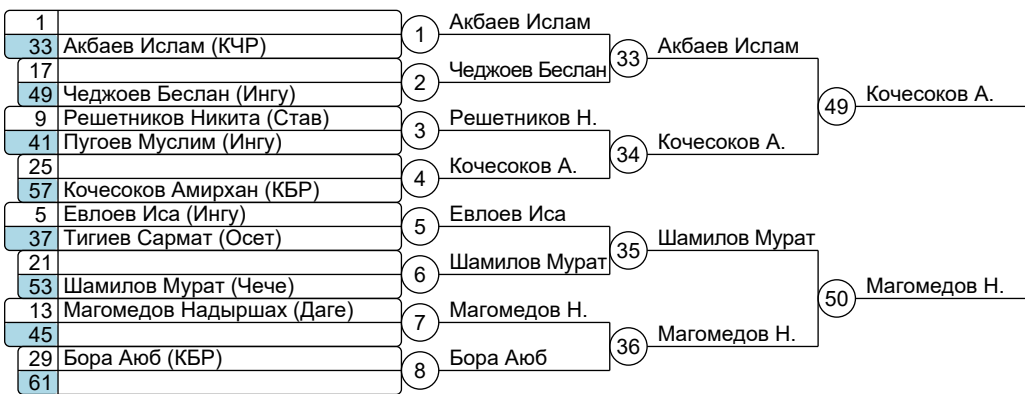 1
33 Акбаев Ислам (КЧР)
17
49 Чеджоев Беслан (Ингу)
9 Решетников Никита (Став)
41 Пугоев Муслим (Ингу)
25
57 Кочесоков Амирхан (КБР)
5 Евлоев Иса (Ингу)
37 Тигиев Сармат (Осет)
21
53 Шамилов Мурат (Чече)
13 Магомедов Надыршах (Даге)
45
29 Бора Аюб (КБР)
61
1 Акбаев Ислам
2 Чеджоев Беслан
3 Решетников Н.
4 Кочесоков А.
5 Евлоев Иса
6 Шамилов Мурат
7 Магомедов Н.
8 Бора Аюб
33 Акбаев Ислам
34 Кочесоков А.
35 Шамилов Мурат
36 Магомедов Н.
49 Кочесоков А.
50 Магомедов Н.